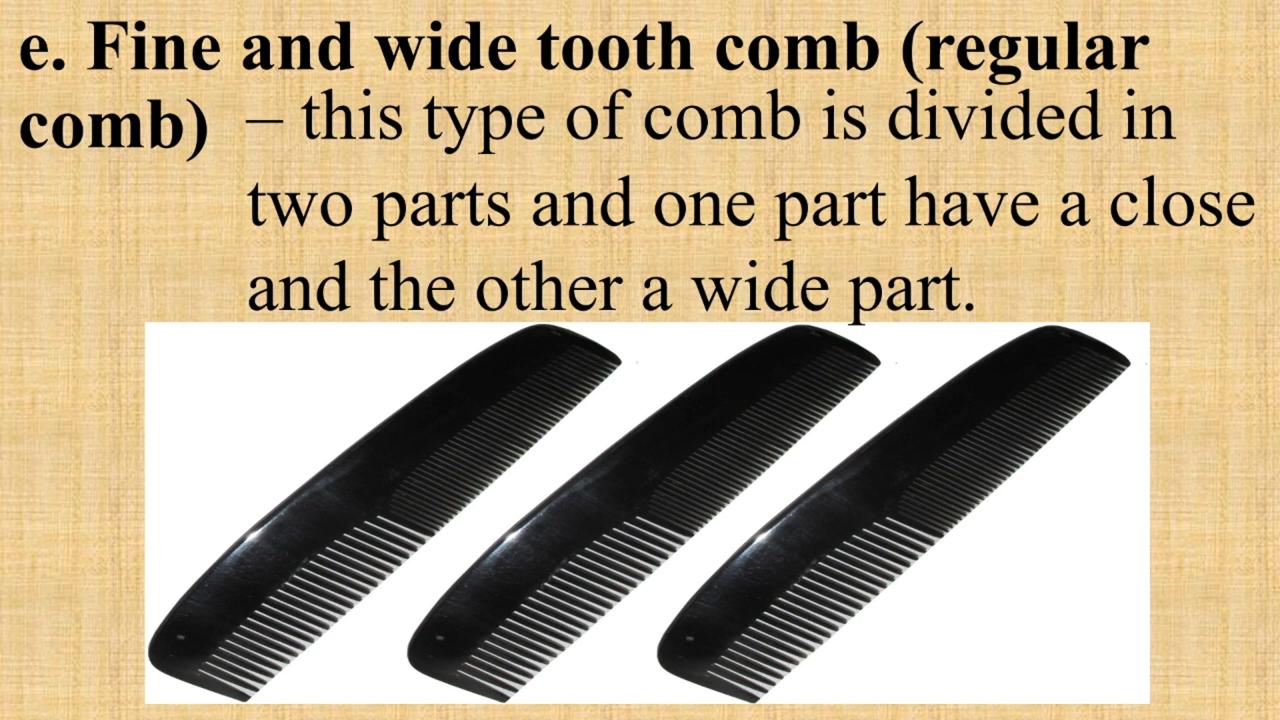 e. Fine and wide tooth comb (regular
comb) – this type of comb is divided in
two parts and one part have a close
and the other a wide part.